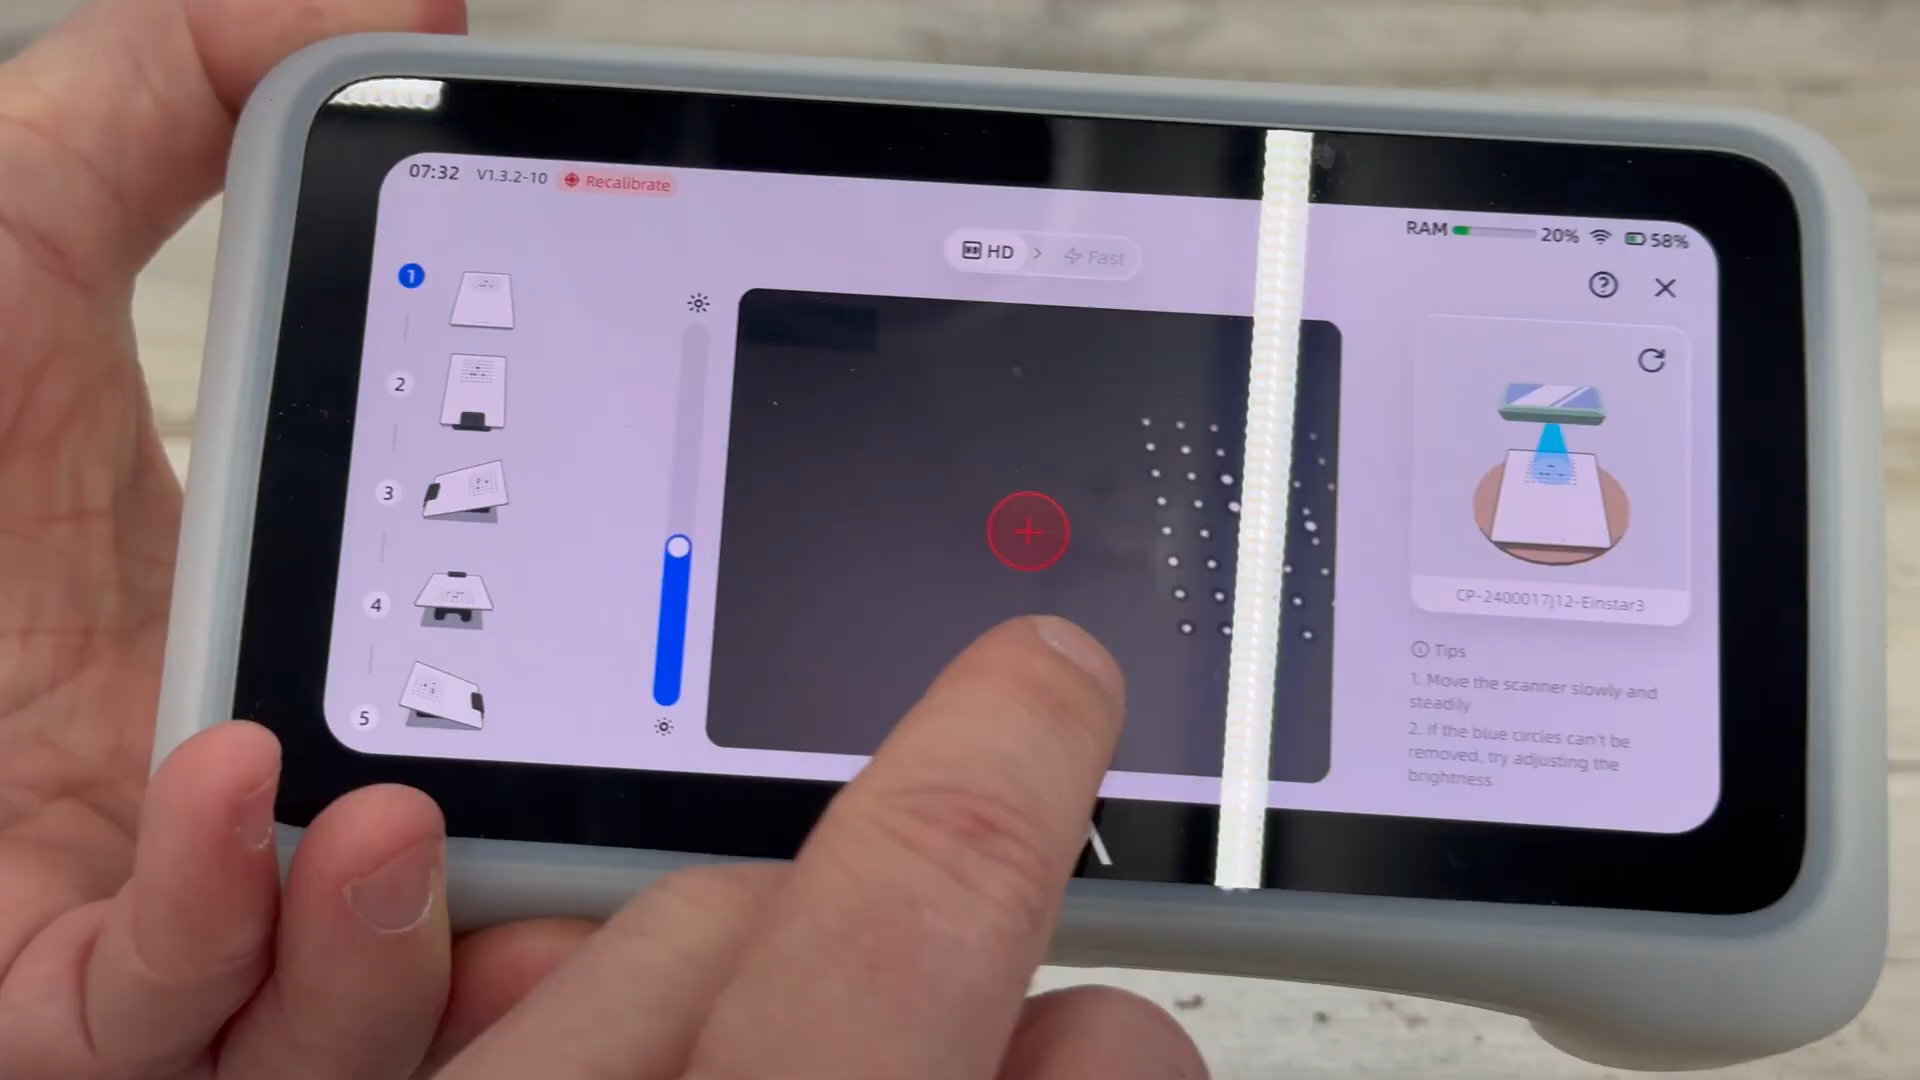 07:32 V1.3.2-10 Recalibrate
RAM 20% 58%
HD > Fast
1
2
3
4
5
CP-2400017J12-Einstar3
Tips
1. Move the scanner slowly and
steadily
2. If the blue circles can't be
removed, try adjusting the
brightness